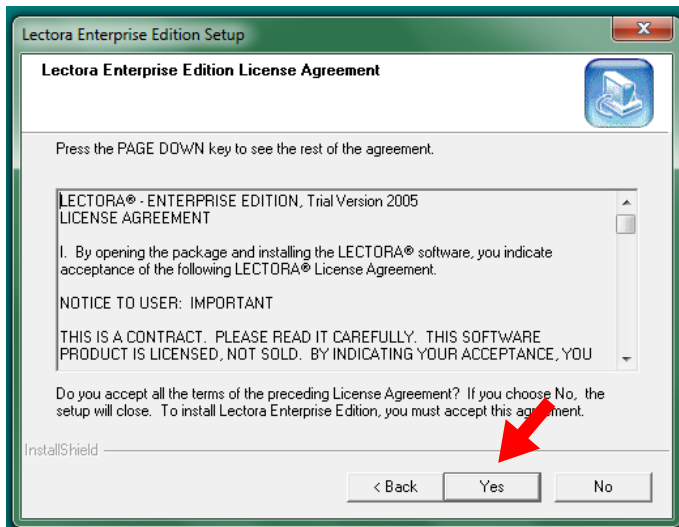 Lectora Enterprise Edition Setup
Lectora Enterprise Edition License Agreement
Press the PAGE DOWN key to see the rest of the agreement.
LECTORA® - ENTERPRISE EDITION, Trial Version 2005
LICENSE AGREEMENT
I. By opening the package and installing the LECTORA® software, you indicate
acceptance of the following LECTORA® License Agreement.
NOTICE TO USER: IMPORTANT
THIS IS A CONTRACT. PLEASE READ IT CAREFULLY. THIS SOFTWARE
PRODUCT IS LICENSED, NOT SOLD. BY INDICATING YOUR ACCEPTANCE, YOU
Do you accept all the terms of the preceding License Agreement? If you choose No, the
setup will close. To install Lectora Enterprise Edition, you must accept this agreement.
InstallShield
< Back
Yes
No